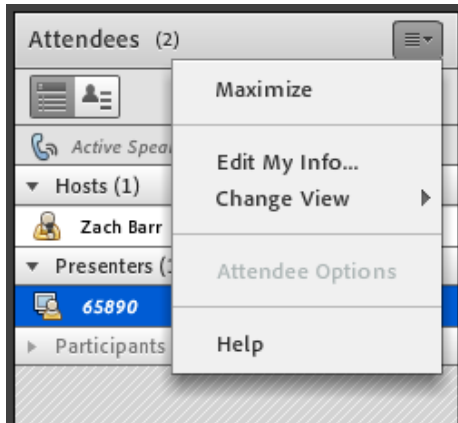 Attendees (2)
Maximize
Active Spea
Edit My Info...
Hosts (1)
Change View
Zach Barr
Presenters (
Attendee Options
65890
Participants
Help